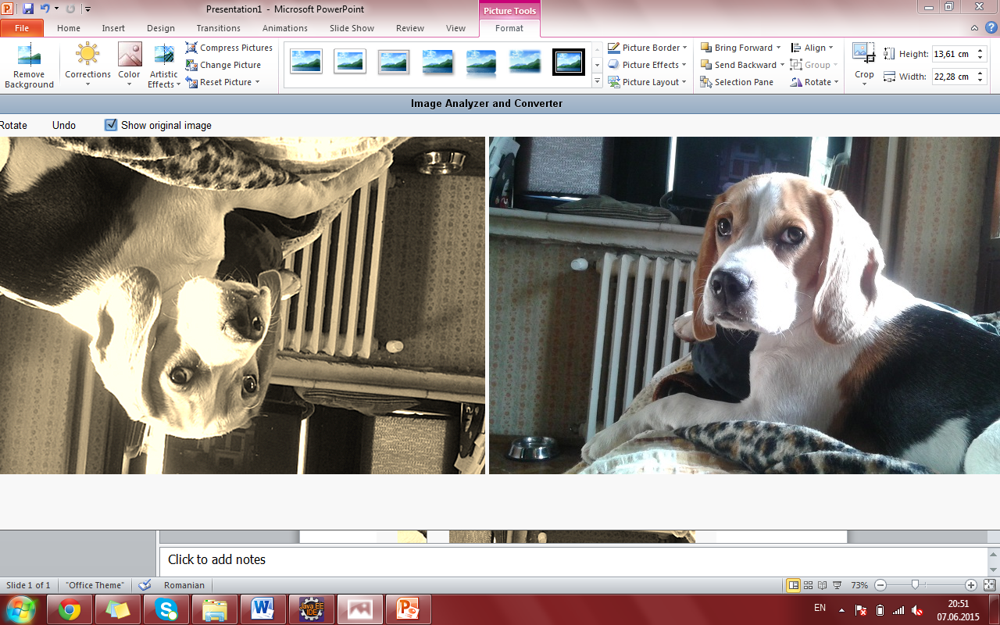 Presentation1 - Microsoft PowerPoint
Picture Tools
File Home Insert Design Transitions Animations Slide Show Review View Format
Remove Background
Corrections
Color
Artistic Effects
Compress Pictures
Change Picture
Reset Picture
Picture Border
Picture Effects
Picture Layout
Bring Forward
Send Backward
Selection Pane
Align
Group
Rotate
Crop
Height: 13,61 cm
Width: 22,28 cm
Image Analyzer and Converter
Rotate Undo Show original image
Click to add notes
Slide 1 of 1 "Office Theme" Romanian 73%
Java EE
IDE
EN
20:51
07.06.2015